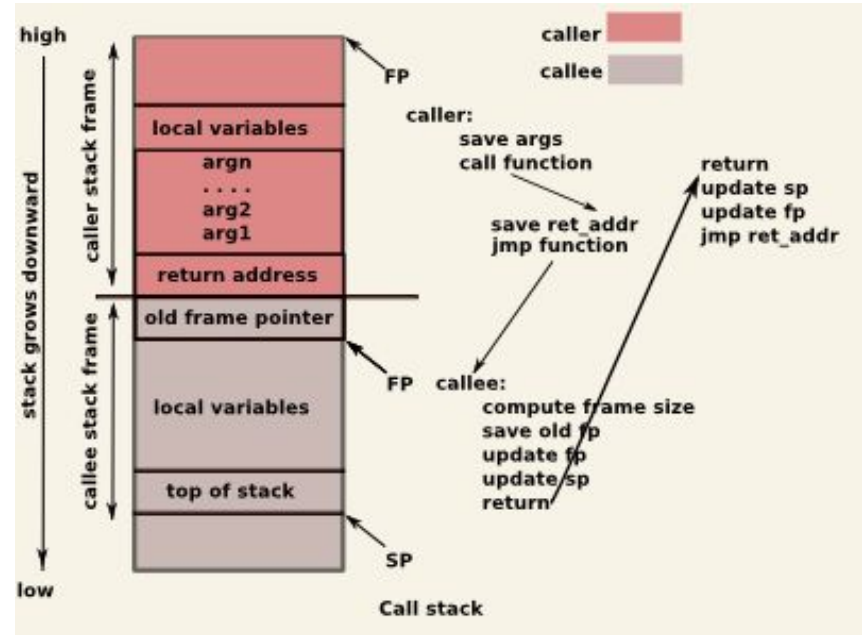 high
low
stack grows downward
caller stack frame
callee stack frame
local variables
argn
. . . .
arg2
arg1
return address
old frame pointer
local variables
top of stack
FP
FP
SP
caller
callee
caller:
save args
call function
save ret_addr
jmp function
callee:
compute frame size
save old fp
update fp
update sp
return
return
update sp
update fp
jmp ret_addr
Call stack